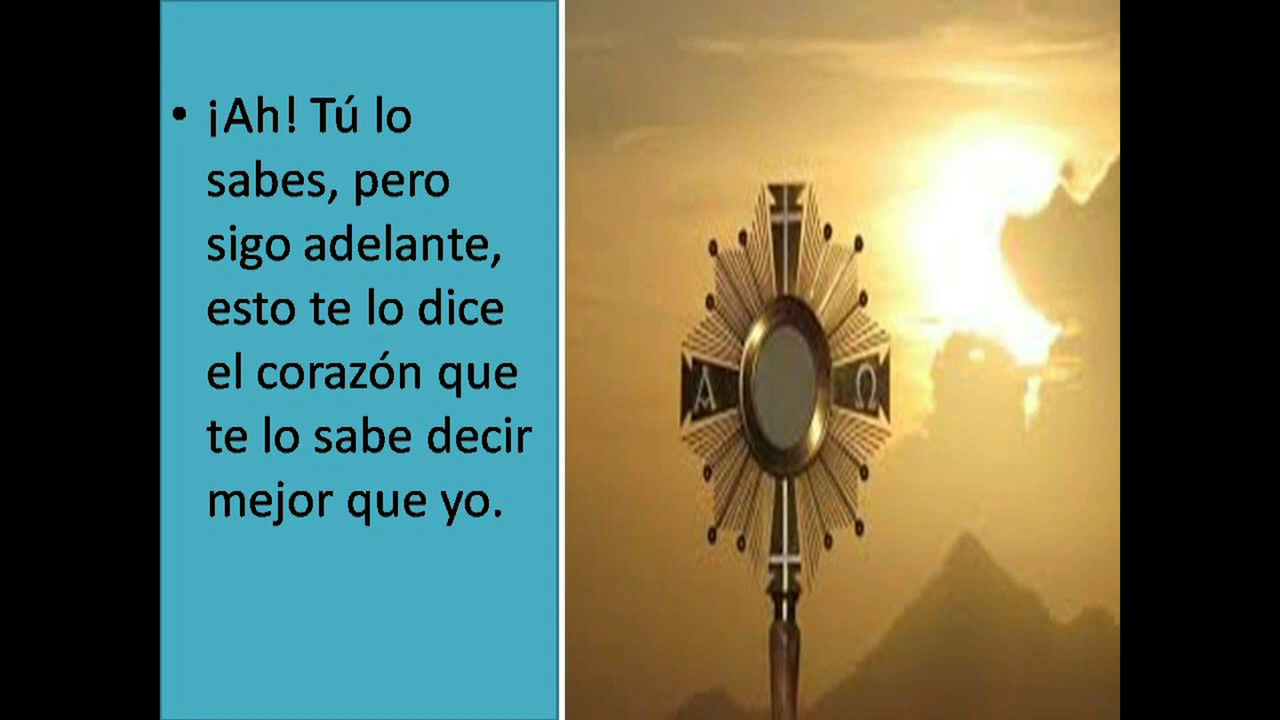 • ¡Ah! Tú lo
sabes, pero
sigo adelante,
esto te lo dice
el corazón que
te lo sabe decir
mejor que yo.
Α Ω